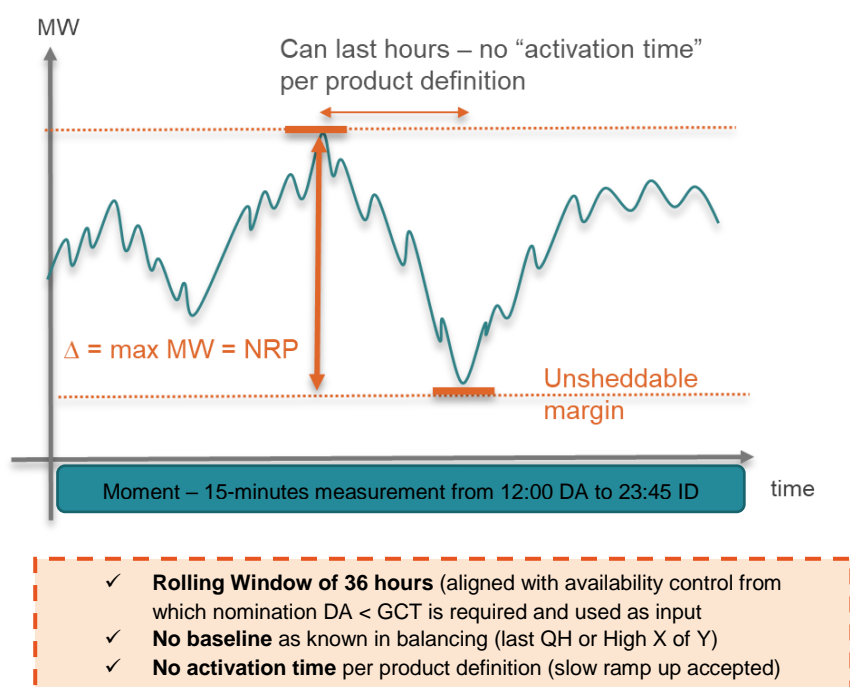 MW
Can last hours – no “activation time”
per product definition
Δ = max MW = NRP
Unsheddable
margin
Moment – 15-minutes measurement from 12:00 DA to 23:45 ID
time
✓ Rolling Window of 36 hours (aligned with availability control from
which nomination DA < GCT is required and used as input
✓ No baseline as known in balancing (last QH or High X of Y)
✓ No activation time per product definition (slow ramp up accepted)